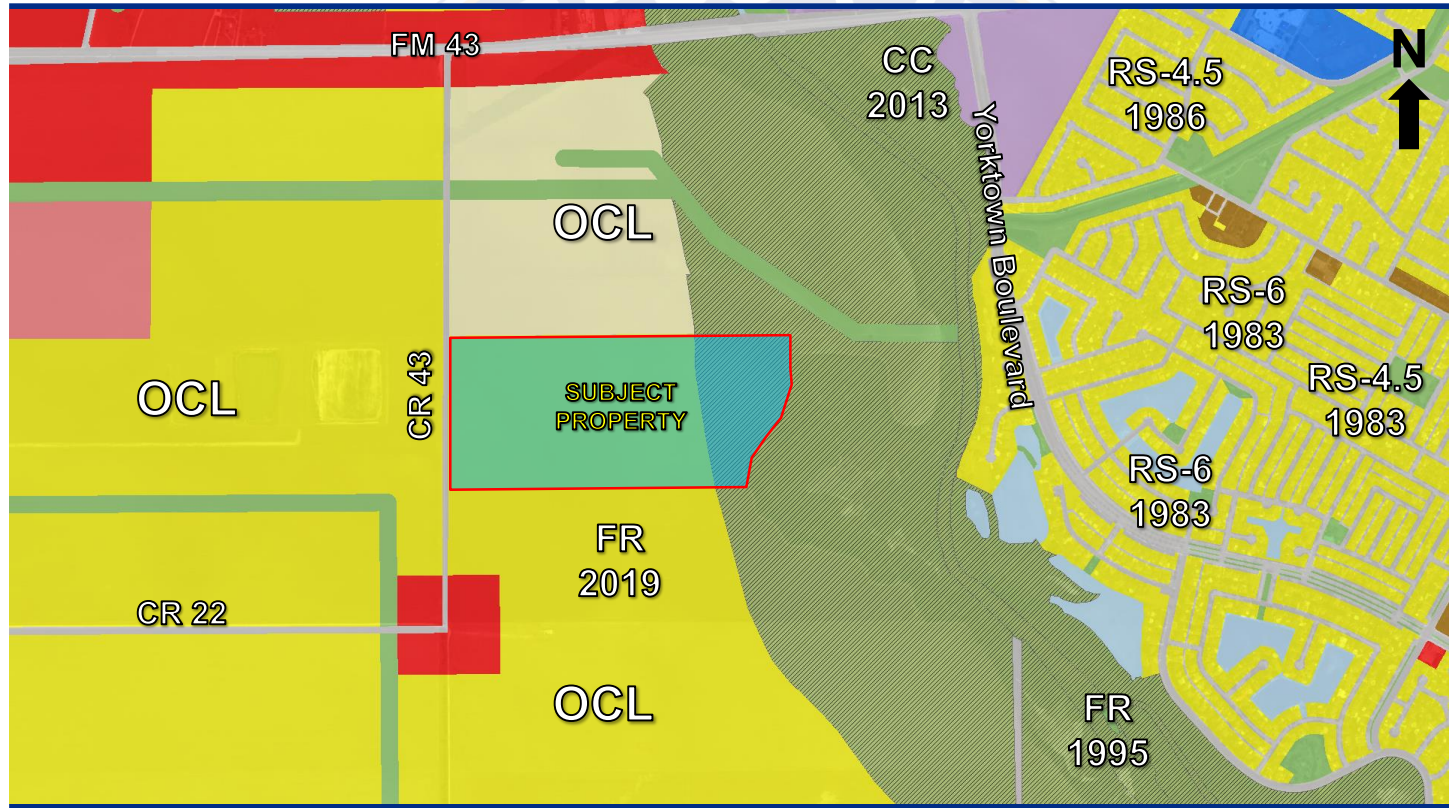 FM 43
CC
2013
RS-4.5
1986
N
Yorktown Boulevard
OCL
RS-6
1983
OCL
CR 43
SUBJECT
PROPERTY
RS-4.5
1983
RS-6
1983
FR
2019
CR 22
OCL
FR
1995